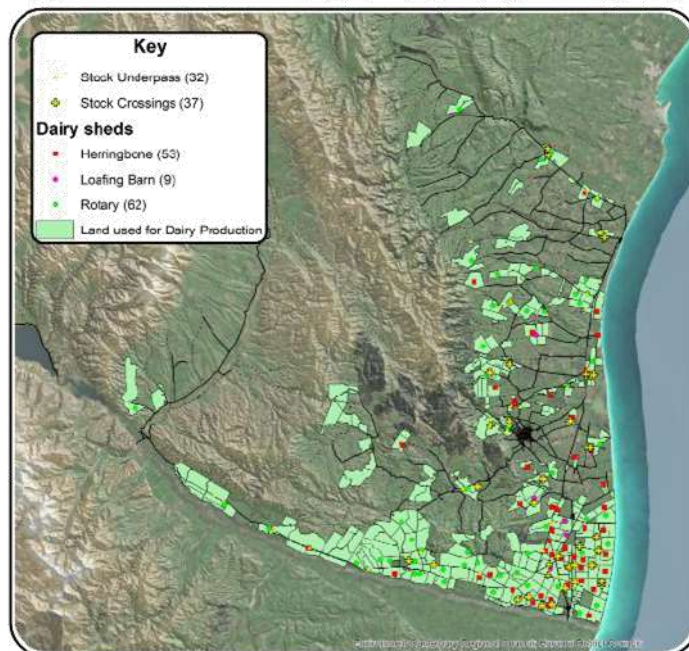 Key
Stock Underpass (32)
Stock Crossings (37)
Dairy sheds
Herringbone (53)
Loafing Barn (9)
Rotary (62)
Land used for Dairy Production